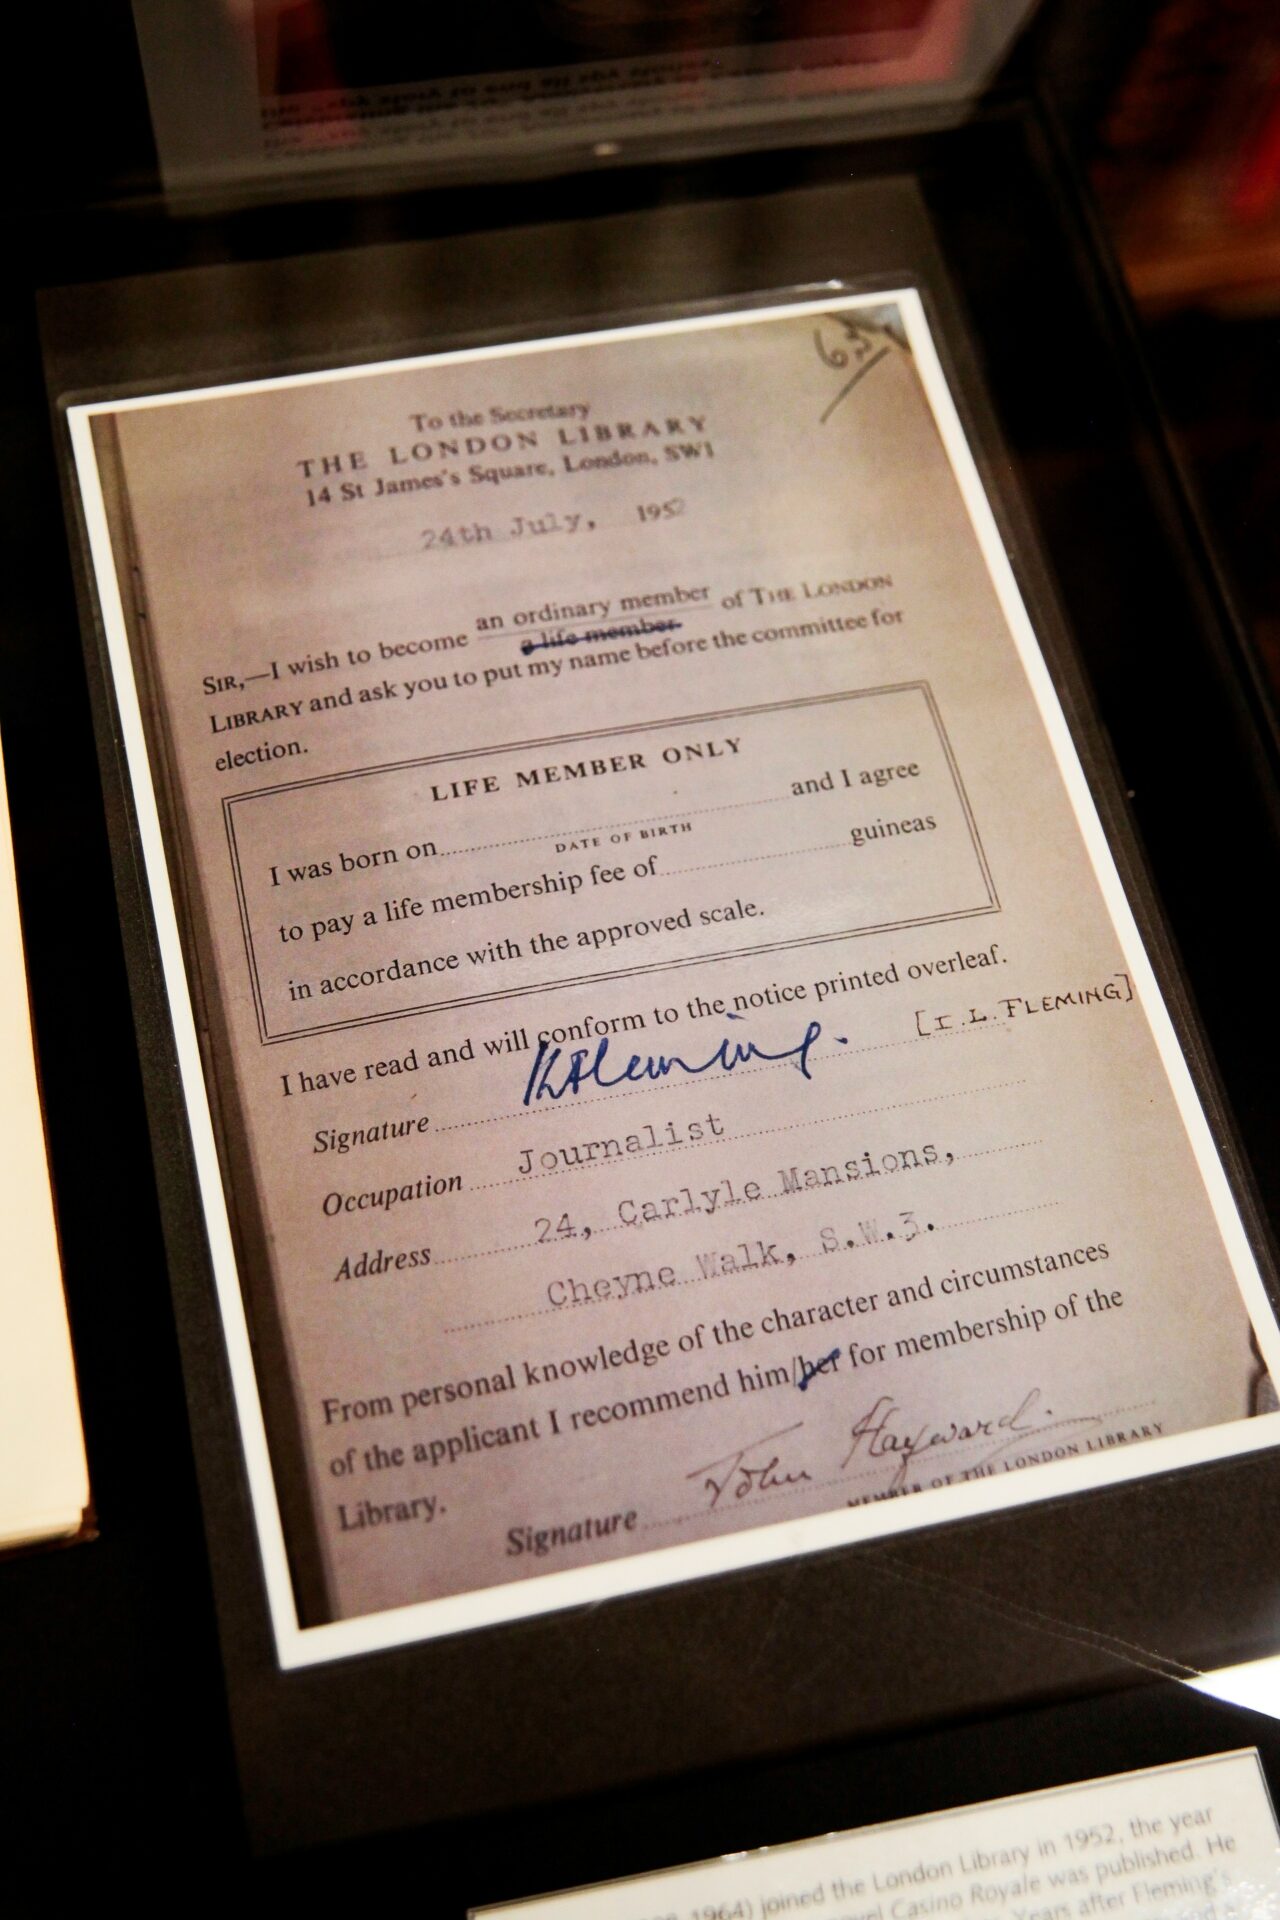 To the Secretary
THE LONDON LIBRARY
14 St James's Square, London, SW1
24th July, 1952
an ordinary member
SIR,—I wish to become a life member of THE LONDON
LIBRARY and ask you to put my name before the committee for
election.
LIFE MEMBER ONLY
I was born on and I agree
DATE OF BIRTH
to pay a life membership fee of guineas
in accordance with the approved scale.
I have read and will conform to the notice printed overleaf.
[I. L. FLEMING]
Signature Fleming.
Occupation Journalist
Address 24, Carlyle Mansions,
Cheyne Walk, S.W.3.
From personal knowledge of the character and circumstances
of the applicant I recommend him/her for membership of the
Library.
Signature John Hayward.
MEMBER OF THE LONDON LIBRARY
1964) joined the London Library in 1952, the year
novel Casino Royale was published. He
Years after Fleming's